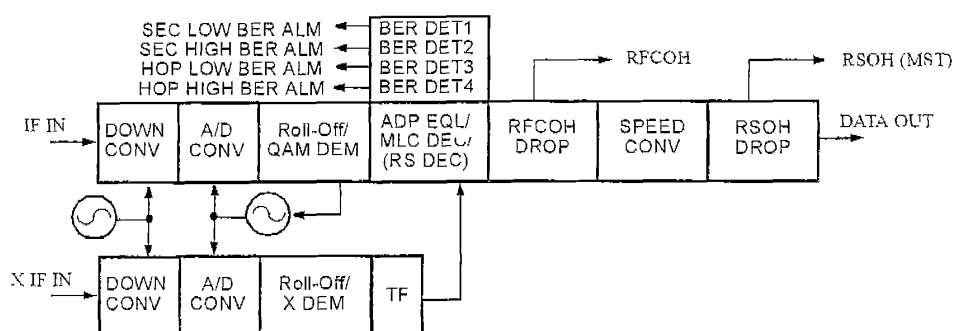 SEC LOW BER ALM
BER DET1
SEC HIGH BER ALM
BER DET2
HOP LOW BER ALM
BER DET3
HOP HIGH BER ALM
BER DET4
RFCOH
RSOH (MST)
IF IN
DOWN
CONV
A/D
CONV
Roll-Off/
QAM DEM
ADP EQL/
MLC DEC/
(RS DEC)
RFCOH
DROP
SPEED
CONV
RSOH
DROP
DATA OUT
X IF IN
DOWN
CONV
A/D
CONV
Roll-Off/
X DEM
TF